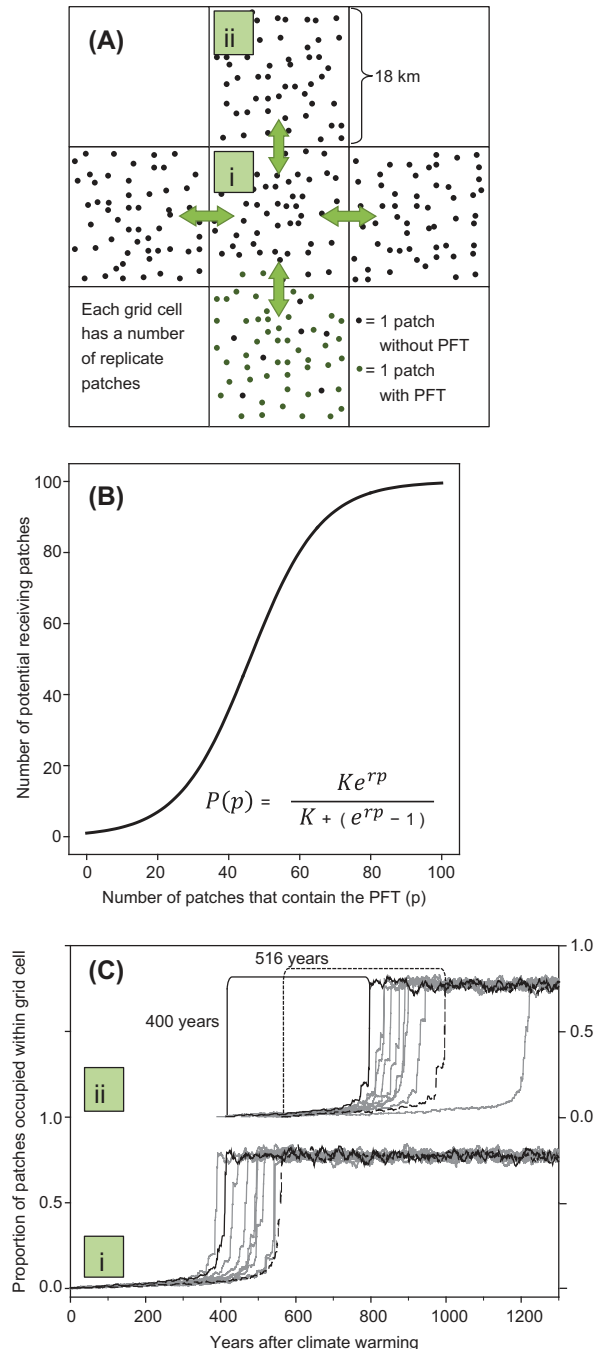 (A)
ii
18 km
i
Each grid cell
has a number
of replicate
patches
= 1 patch
without PFT
= 1 patch
with PFT
(B)
100
80
60
40
20
0
Number of potential receiving patches
P(p) = Ke^{rp} / K + (e^{rp} − 1)
0 20 40 60 80 100
Number of patches that contain the PFT (p)
(C)
516 years
400 years
1.0
0.5
0.0
ii
1.0
0.5
0.0
i
Proportion of patches occupied within grid cell
0 200 400 600 800 1000 1200
Years after climate warming